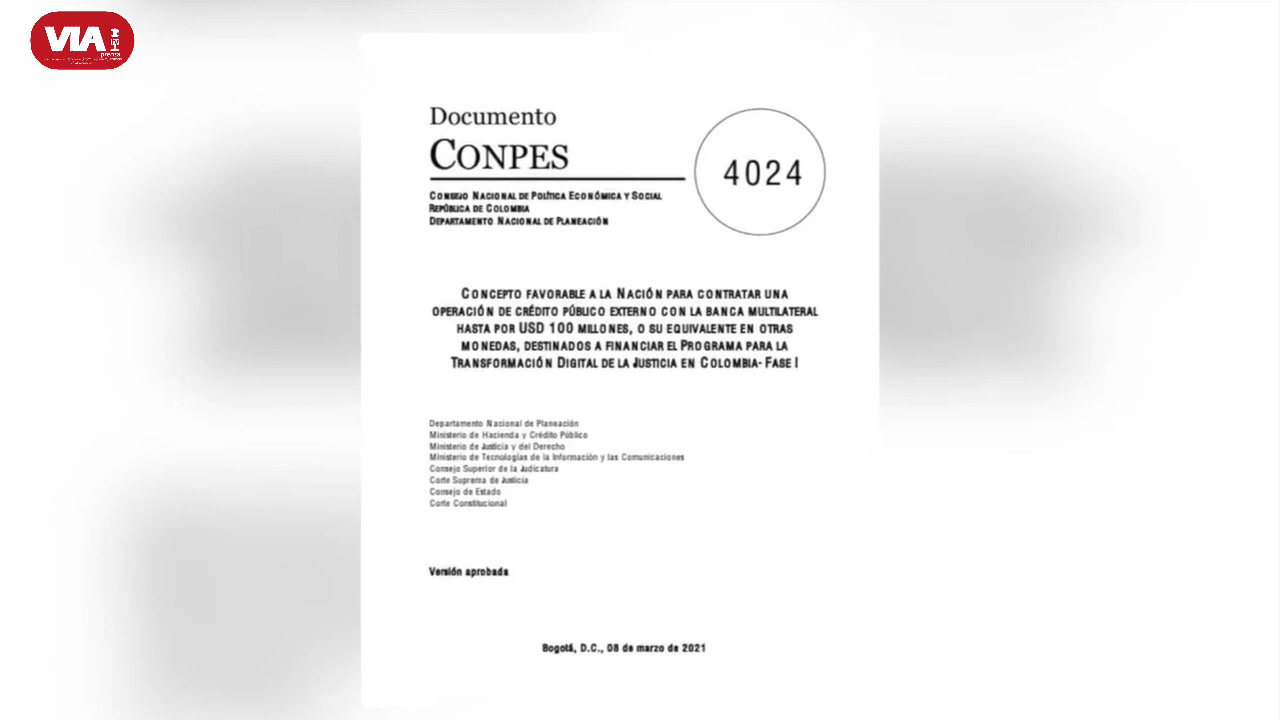 VIA
prensa
Documento
CONPES
4024
CONSEJO NACIONAL DE POLÍTICA ECONÓMICA Y SOCIAL
REPÚBLICA DE COLOMBIA
DEPARTAMENTO NACIONAL DE PLANEACIÓN
CONCEPTO FAVORABLE A LA NACIÓN PARA CONTRATAR UNA
OPERACIÓN DE CRÉDITO PÚBLICO EXTERNO CON LA BANCA MULTILATERAL
HASTA POR USD 100 MILLONES, O SU EQUIVALENTE EN OTRAS
MONEDAS, DESTINADOS A FINANCIAR EL PROGRAMA PARA LA
TRANSFORMACIÓN DIGITAL DE LA JUSTICIA EN COLOMBIA- FASE I
Departamento Nacional de Planeación
Ministerio de Hacienda y Crédito Público
Ministerio de Justicia y del Derecho
Ministerio de Tecnologías de la Información y las Comunicaciones
Consejo Superior de la Judicatura
Corte Suprema de Justicia
Consejo de Estado
Corte Constitucional
Versión aprobada
Bogotá, D.C., 08 de marzo de 2021